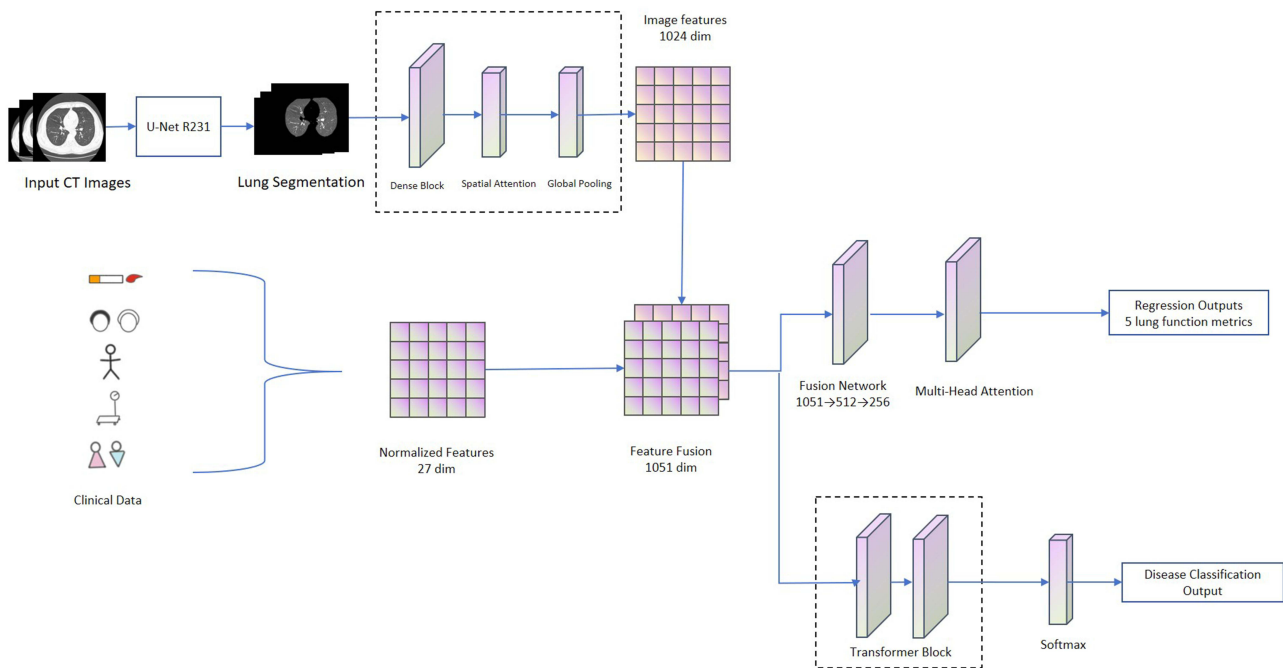 Image features
1024 dim
U-Net R231
Input CT Images
Lung Segmentation
Dense Block
Spatial Attention
Global Pooling
Regression Outputs
5 lung function metrics
Fusion Network
1051→512→256
Multi-Head Attention
Normalized Features
27 dim
Feature Fusion
1051 dim
Clinical Data
Disease Classification
Output
Transformer Block
Softmax